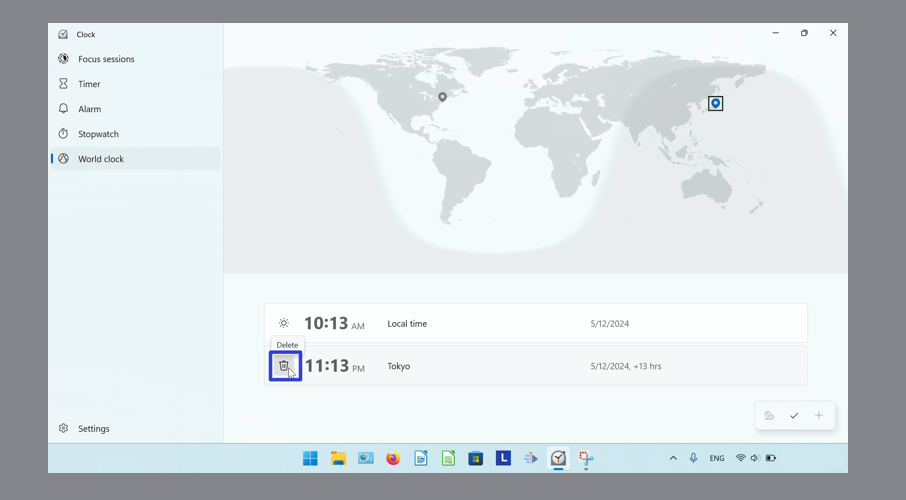 Clock
Focus sessions
Timer
Alarm
Stopwatch
World clock
10:13 AM Local time 5/12/2024
Delete
11:13 PM Tokyo 5/12/2024, +13 hrs
Settings
L
ENG